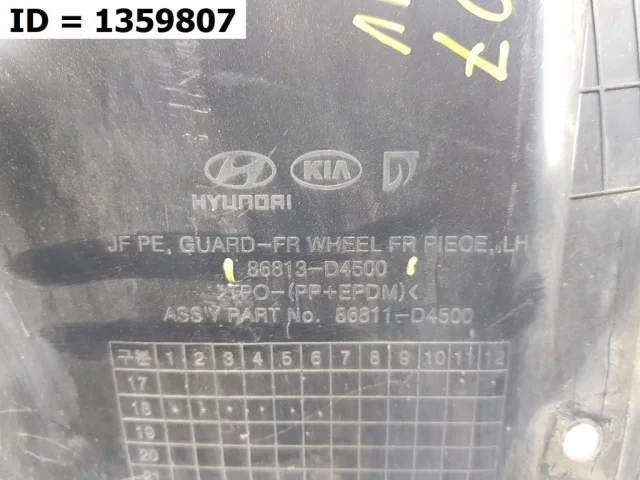 ID = 1359807
HYUNDAI KIA
JF PE, GUARD-FR WHEEL FR PIECE, LH
86813-D4500
>TPO-(PP+EPDM)<
ASS'Y PART No. 86811-D4500
구분 1 2 3 4 5 6 7 8 9 10 11 12
17
18
19
20
21